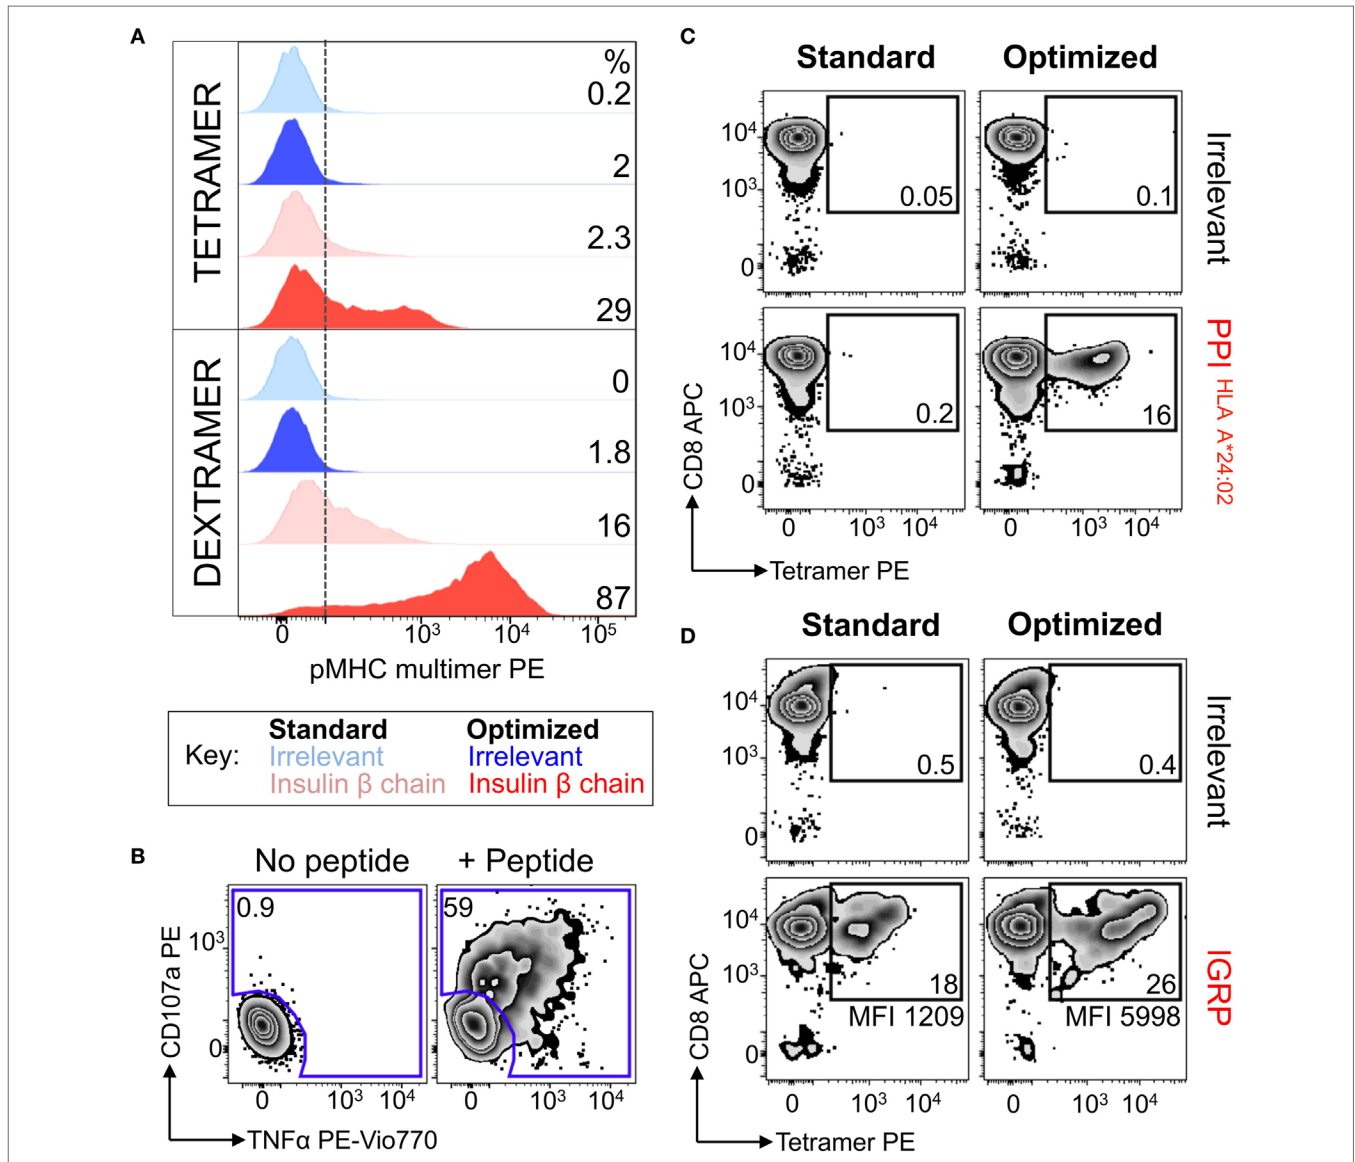 A
TETRAMER
%
0.2
2
2.3
29
DEXTRAMER
0
1.8
16
87
0 10³ 10⁴ 10⁵
pMHC multimer PE
Key:
Standard Optimized
Irrelevant Irrelevant
Insulin β chain Insulin β chain
B
No peptide + Peptide
0.9 59
10³
0
CD107a PE
0 10³ 10⁴ 0 10³ 10⁴
TNFα PE-Vio770
C
Standard Optimized
10⁴
10³
0
0.05 0.1
Irrelevant
10⁴
10³
0
0.2 16
PPI HLA A*24:02
CD8 APC
0 10³ 10⁴ 0 10³ 10⁴
Tetramer PE
D
Standard Optimized
10⁴
10³
0
0.5 0.4
Irrelevant
10⁴
10³
0
18 26
MFI 1209 MFI 5998
IGRP
CD8 APC
0 10³ 10⁴ 0 10³ 10⁴
Tetramer PE